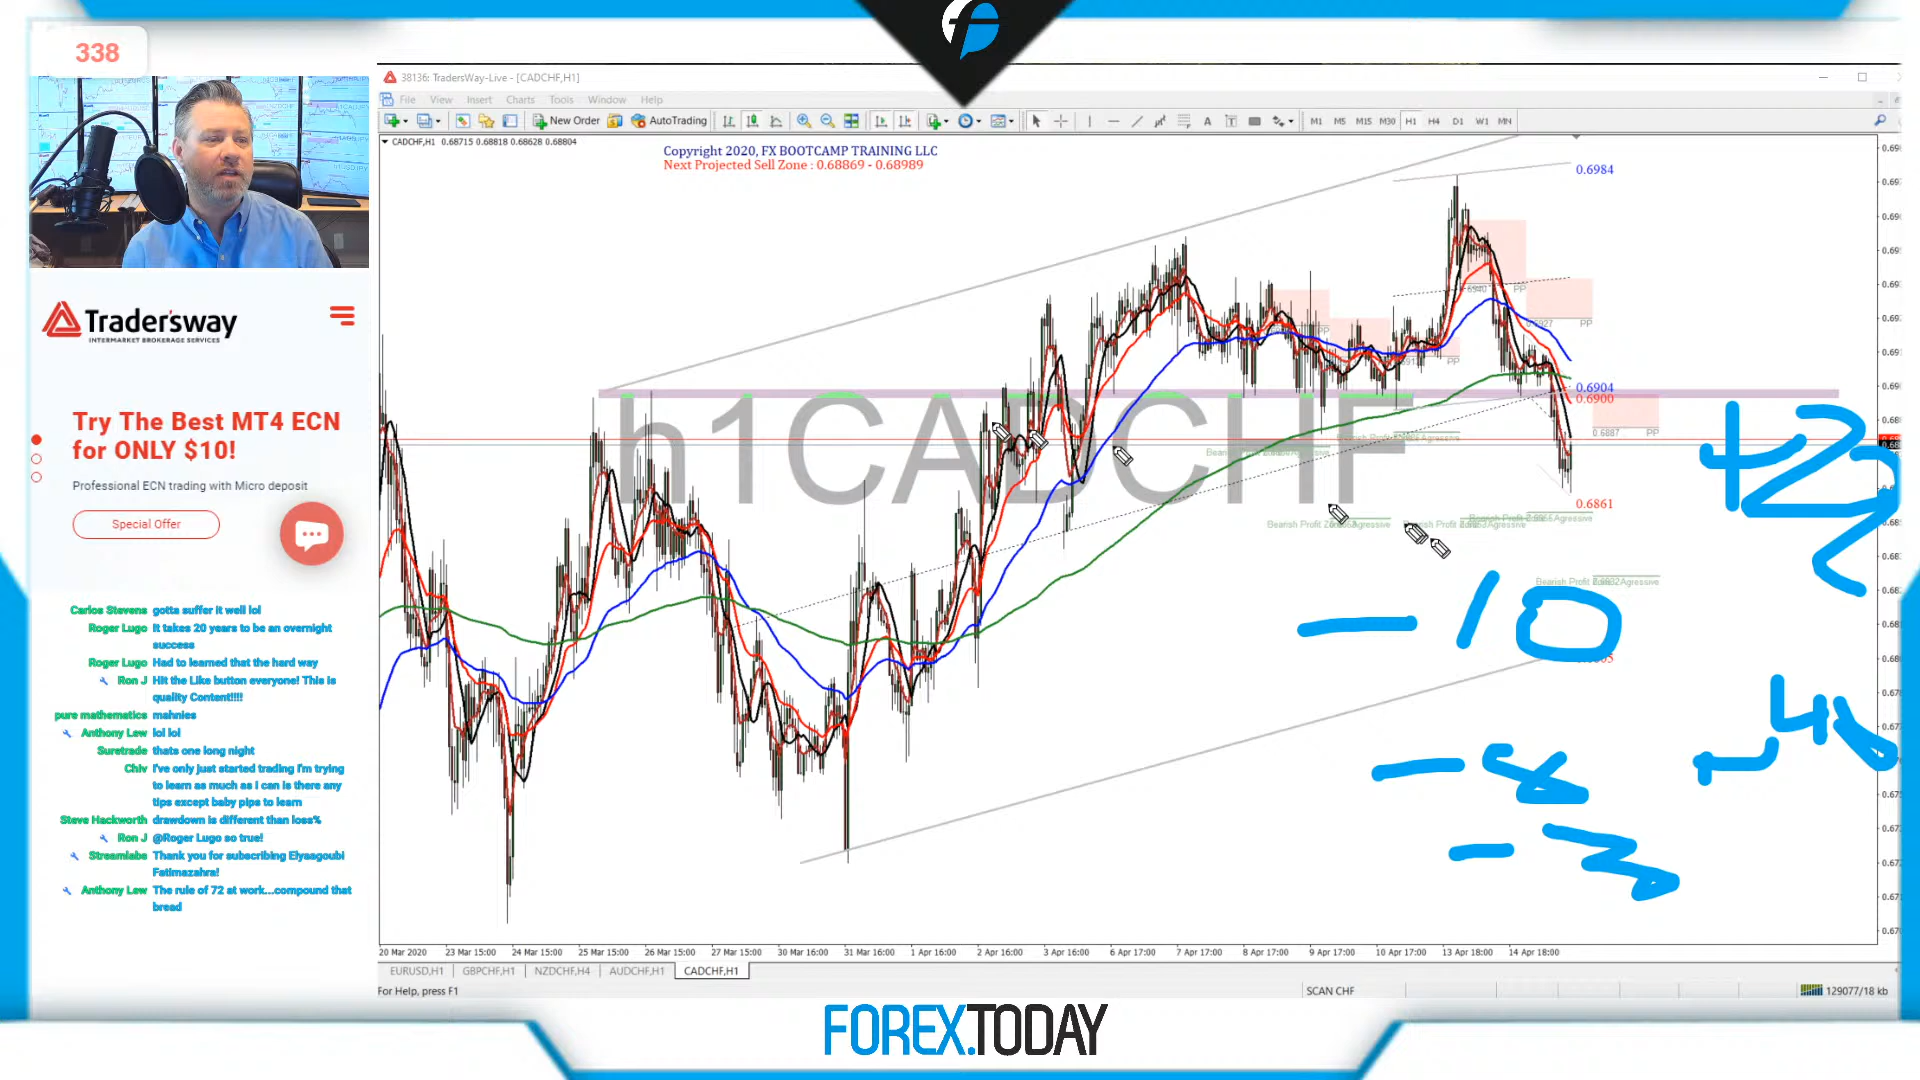 338
38136: TradersWay-Live - [CADCHF,H1]
File View Insert Charts Tools Window Help
New Order AutoTrading M1 M5 M15 M30 H1 H4 D1 W1 MN
CADCHF,H1 0.68715 0.68818 0.68628 0.68804
Copyright 2020, FX BOOTCAMP TRAINING LLC
Next Projected Sell Zone : 0.68869 - 0.68989
0.6984
0.6904
0.6900
0.6887 PP
0.6861
h1CADCHF
Trader'sway
INTERMARKET BROKERAGE SERVICES
Try The Best MT4 ECN
for ONLY $10!
Professional ECN trading with Micro deposit
Special Offer
Carlos Stevens gotta suffer it well lol
Roger Lugo It takes 20 years to be an overnight
success
Roger Lugo Had to learned that the hard way
Ron J Hit the Like button everyone! This is
quality Content!!!!
pure mathematics mahnies
Anthony Lew lol lol
Suretrade thats one long night
Chiv I've only just started trading I'm trying
to learn as much as i can is there any
tips except baby pips to learn
Steve Hackworth drawdown is different than loss%
Ron J @Roger Lugo so true!
Streamlabs Thank you for subscribing Elyaagoubi
Fatimazahra!
Anthony Lew The rule of 72 at work...compound that
bread
-10
20 Mar 2020 23 Mar 15:00 24 Mar 15:00 25 Mar 15:00 26 Mar 15:00 27 Mar 15:00 30 Mar 16:00 31 Mar 16:00 1 Apr 16:00 2 Apr 16:00 3 Apr 16:00 6 Apr 17:00 7 Apr 17:00 8 Apr 17:00 9 Apr 17:00 10 Apr 17:00 13 Apr 18:00 14 Apr 18:00
EURUSD,H1 GBPCHF,H1 NZDCHF,H4 AUDCHF,H1 CADCHF,H1
For Help, press F1 SCAN CHF 129077/18 kb
FOREX.TODAY